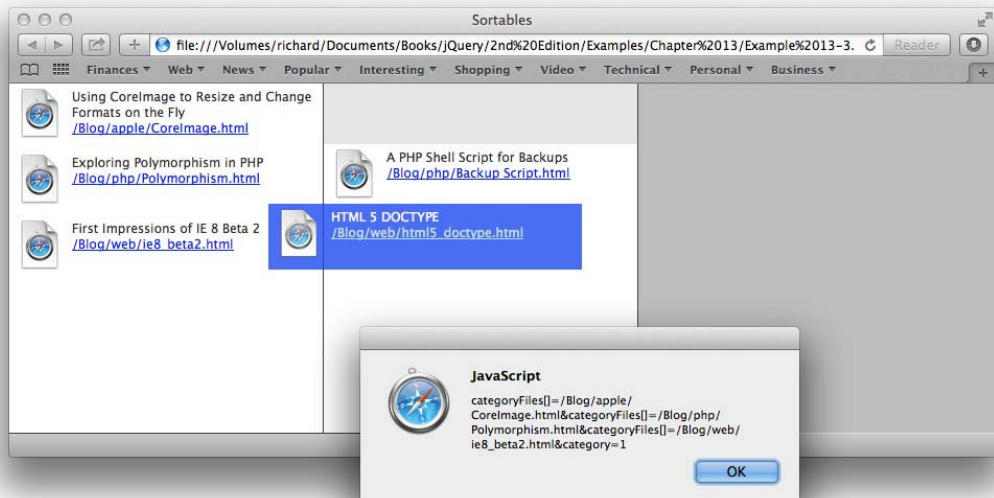 Sortables
file:///Volumes/richard/Documents/Books/jQuery/2nd%20Edition/Examples/Chapter%2013/Example%2013-3.
Reader
Finances Web News Popular Interesting Shopping Video Technical Personal Business
Using CoreImage to Resize and Change
Formats on the Fly
/Blog/apple/CoreImage.html
Exploring Polymorphism in PHP
/Blog/php/Polymorphism.html
First Impressions of IE 8 Beta 2
/Blog/web/ie8_beta2.html
A PHP Shell Script for Backups
/Blog/php/Backup Script.html
HTML 5 DOCTYPE
/Blog/web/html5_doctype.html
JavaScript
categoryFiles[]=/Blog/apple/
CoreImage.html&categoryFiles[]=/Blog/php/
Polymorphism.html&categoryFiles[]=/Blog/web/
ie8_beta2.html&category=1
OK